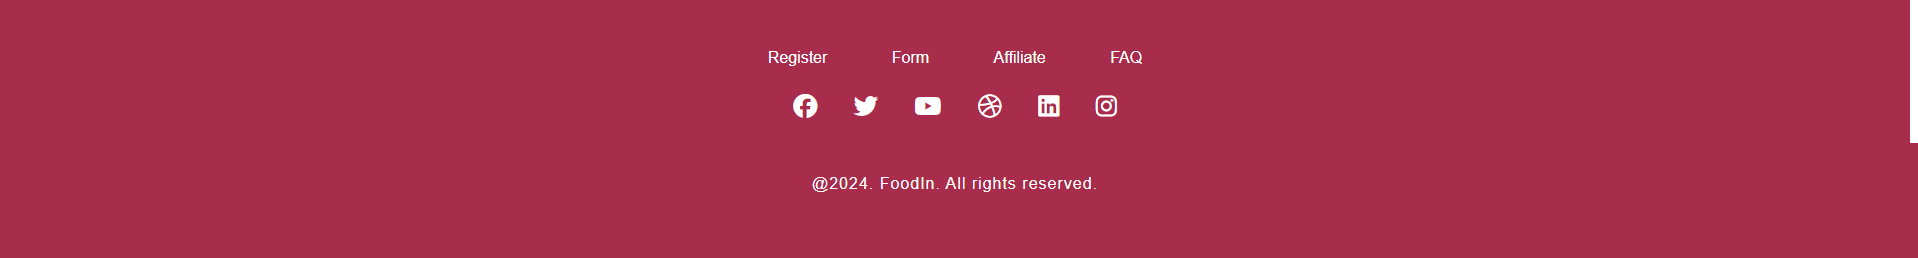 Register Form Affiliate FAQ
@2024. FoodIn. All rights reserved.